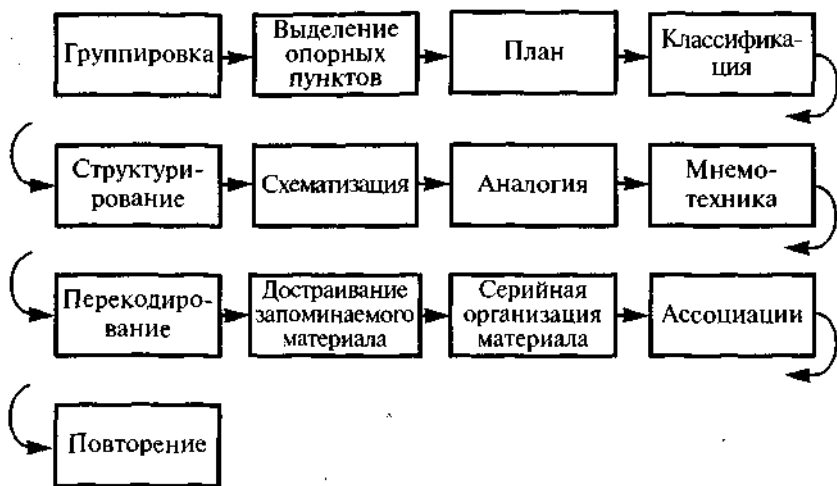 Группировка
Выделение
опорных
пунктов
План
Классифика-
ция
Структури-
рование
Схематизация
Аналогия
Мнемо-
техника
Перекодиро-
вание
Достраивание
запоминаемого
материала
Серийная
организация
материала
Ассоциации
Повторение